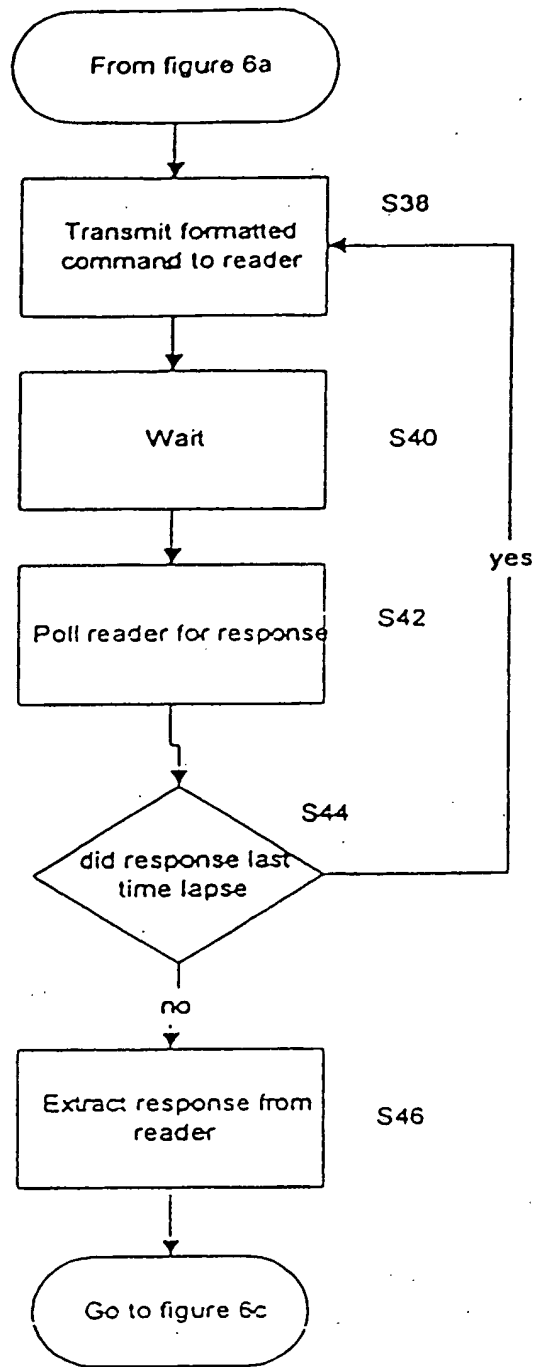 From figure 6a
S38
Transmit formatted
command to reader
Wait
S40
yes
Poll reader for response
S42
S44
did response last
time lapse
no
Extract response from
reader
S46
Go to figure 6c